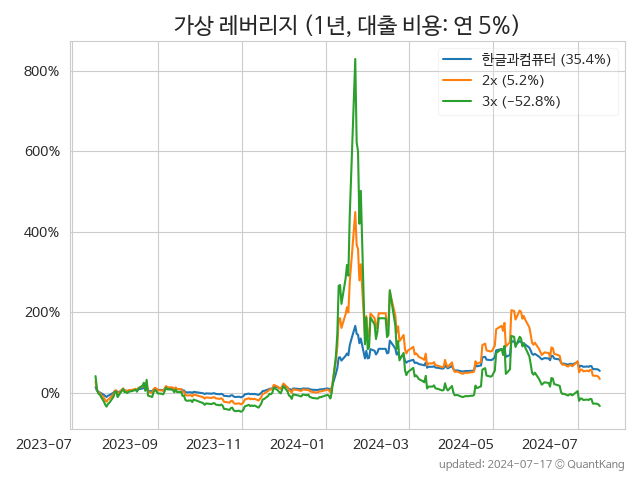 가상 레버리지 (1년, 대출 비용: 연 5%)
한글과컴퓨터 (35.4%)
2x (5.2%)
3x (−52.8%)
800%
600%
400%
200%
0%
2023-07 2023-09 2023-11 2024-01 2024-03 2024-05 2024-07
updated: 2024-07-17 © QuantKang